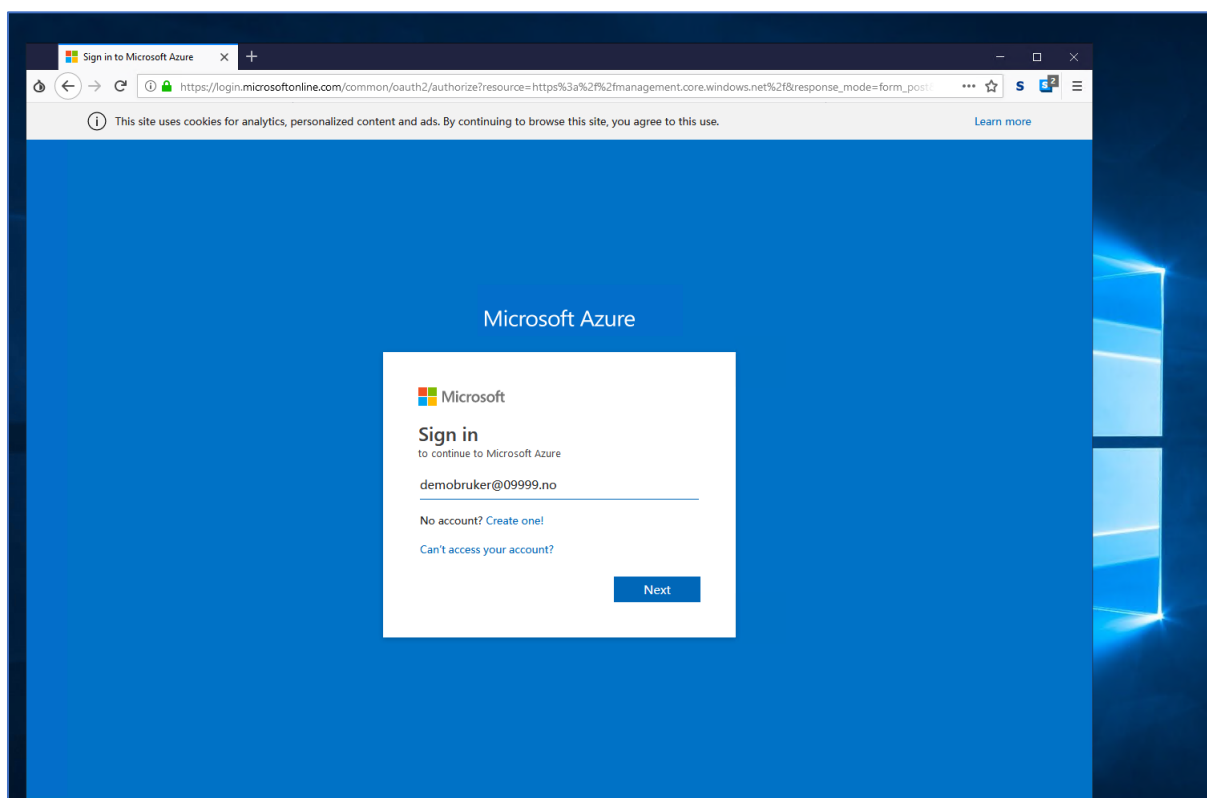 Sign in to Microsoft Azure
https://login.microsoftonline.com/common/oauth2/authorize?resource=https%3a%2f%2fmanagement.core.windows.net%2f&response_mode=form_post
S
S 2
This site uses cookies for analytics, personalized content and ads. By continuing to browse this site, you agree to this use.
Learn more
Microsoft Azure
Microsoft
Sign in
to continue to Microsoft Azure
demobruker@09999.no
No account? Create one!
Can't access your account?
Next